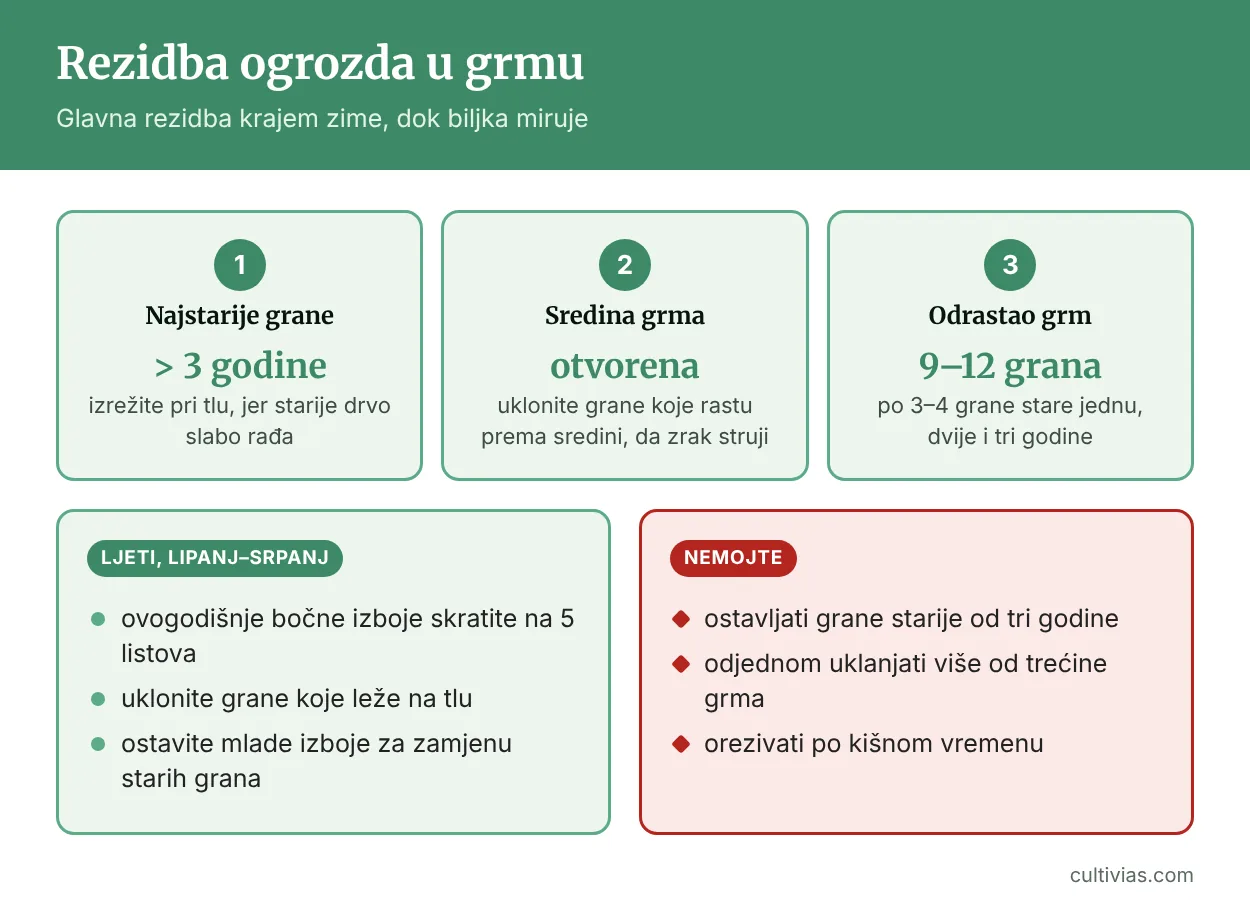 Rezidba ogrozda u grmu
Glavna rezidba krajem zime, dok biljka miruje
1
Najstarije grane
> 3 godine
izrežite pri tlu, jer starije drvo
slabo rađa
2
Sredina grma
otvorena
uklonite grane koje rastu
prema sredini, da zrak struji
3
Odrastao grm
9–12 grana
po 3–4 grane stare jednu,
dvije i tri godine
LJETI, LIPANJ–SRPANJ
ovogodišnje bočne izboje skratite na 5
listova
uklonite grane koje leže na tlu
ostavite mlade izboje za zamjenu
starih grana
NEMOJTE
ostavljati grane starije od tri godine
odjednom uklanjati više od trećine
grma
orezivati po kišnom vremenu
cultivias.com